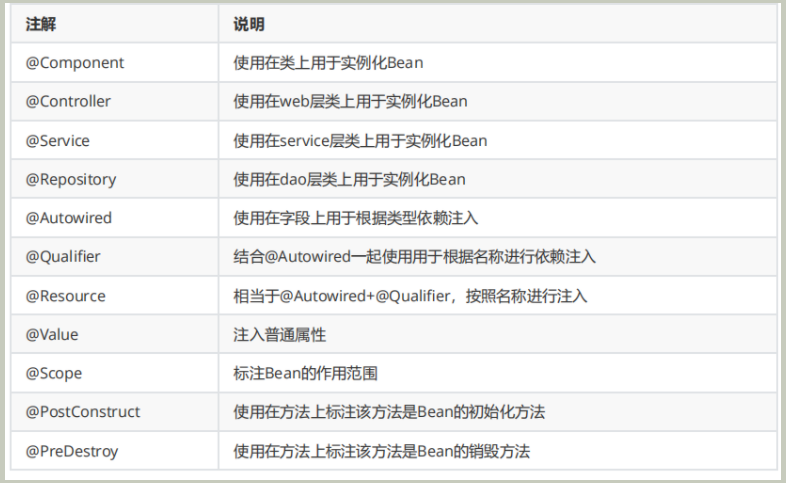 注解 说明
@Component 使用在类上用于实例化Bean
@Controller 使用在web层类上用于实例化Bean
@Service 使用在service层类上用于实例化Bean
@Repository 使用在dao层类上用于实例化Bean
@Autowired 使用在字段上用于根据类型依赖注入
@Qualifier 结合@Autowired一起使用用于根据名称进行依赖注入
@Resource 相当于@Autowired+@Qualifier，按照名称进行注入
@Value 注入普通属性
@Scope 标注Bean的作用范围
@PostConstruct 使用在方法上标注该方法是Bean的初始化方法
@PreDestroy 使用在方法上标注该方法是Bean的销毁方法